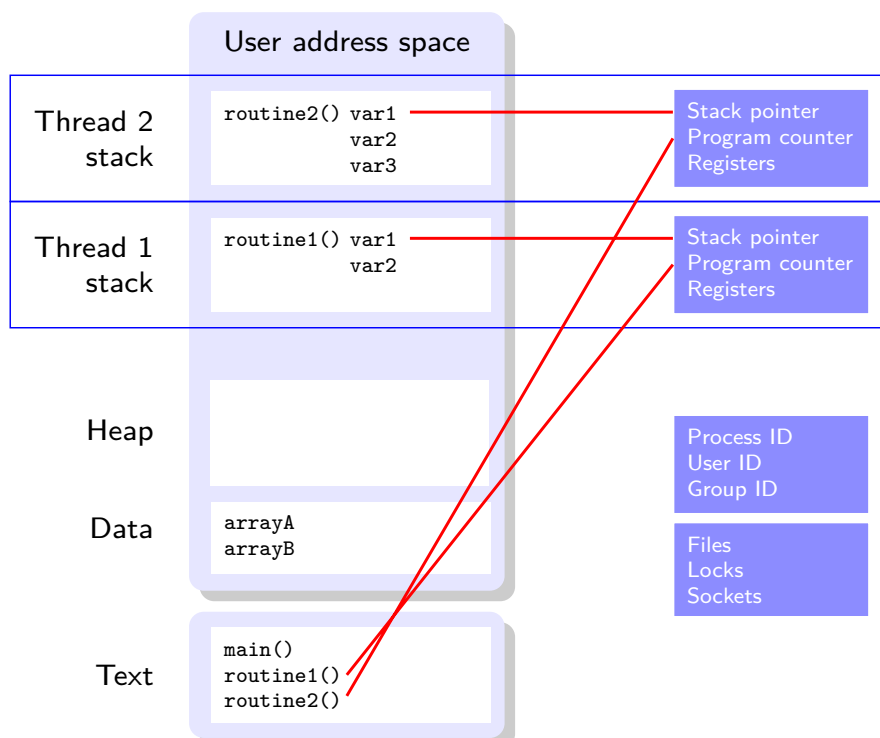 User address space
Thread 2
stack
routine2() var1
var2
var3
Stack pointer
Program counter
Registers
Thread 1
stack
routine1() var1
var2
Stack pointer
Program counter
Registers
Heap
Process ID
User ID
Group ID
Data
arrayA
arrayB
Files
Locks
Sockets
Text
main()
routine1()
routine2()